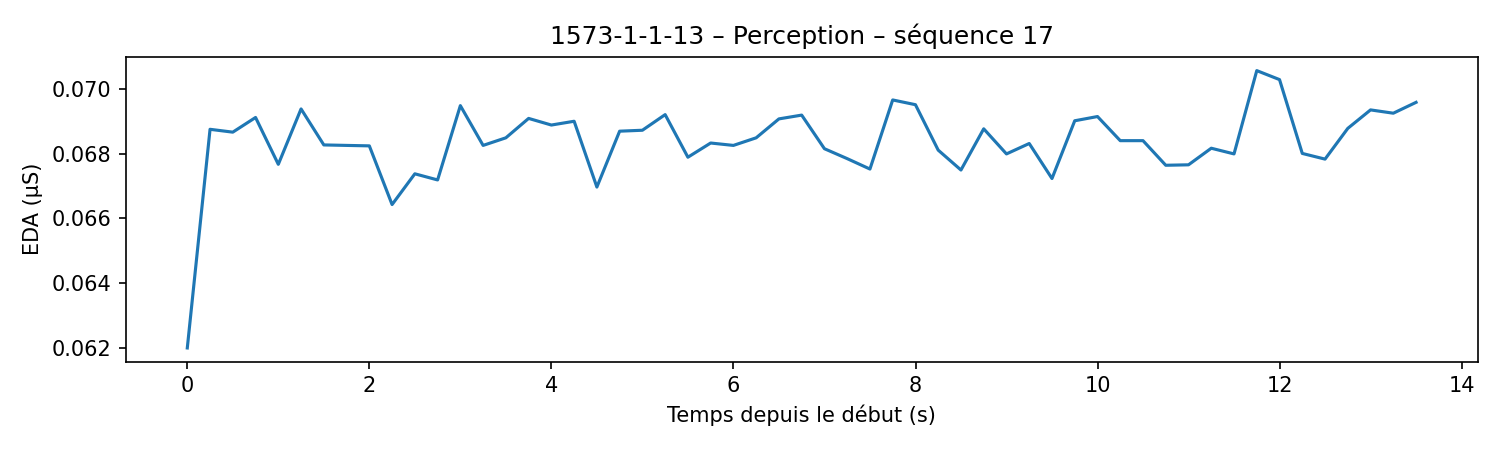 1573-1-1-13 – Perception – séquence 17
EDA (µS)
0.070
0.068
0.066
0.064
0.062
0 2 4 6 8 10 12 14
Temps depuis le début (s)